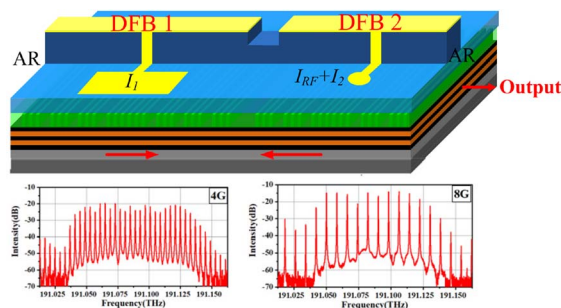 DFB 1
DFB 2
AR
AR
I1
IRF+I2
Output
-10
-20
-30
-40
-50
-60
-70
Intensity(dB)
4G
191.025 191.050 191.075 191.100 191.125 191.150
Frequency(THz)
-10
-20
-30
-40
-50
-60
-70
Intensity(dB)
8G
191.025 191.050 191.075 191.100 191.125 191.150
Frequency(THz)